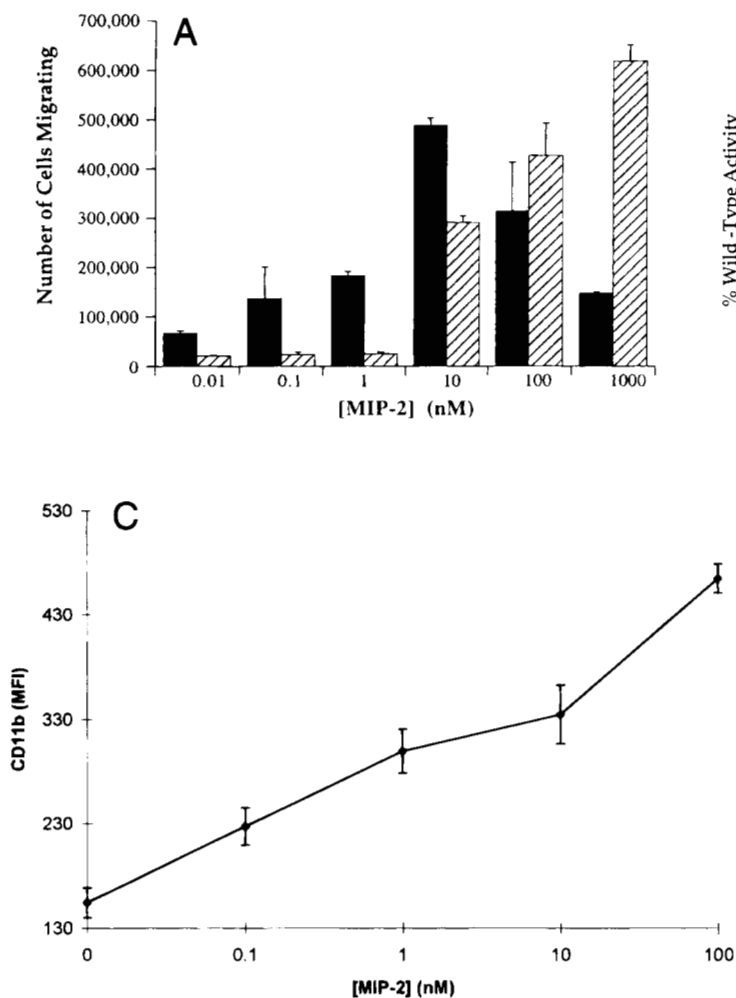 A
700,000
600,000
500,000
400,000
300,000
200,000
100,000
0
Number of Cells Migrating
0.01 0.1 1 10 100 1000
[MIP-2] (nM)
% Wild-Type Activity
C
530
430
330
230
130
CD11b (MFI)
0 0.1 1 10 100
[MIP-2] (nM)